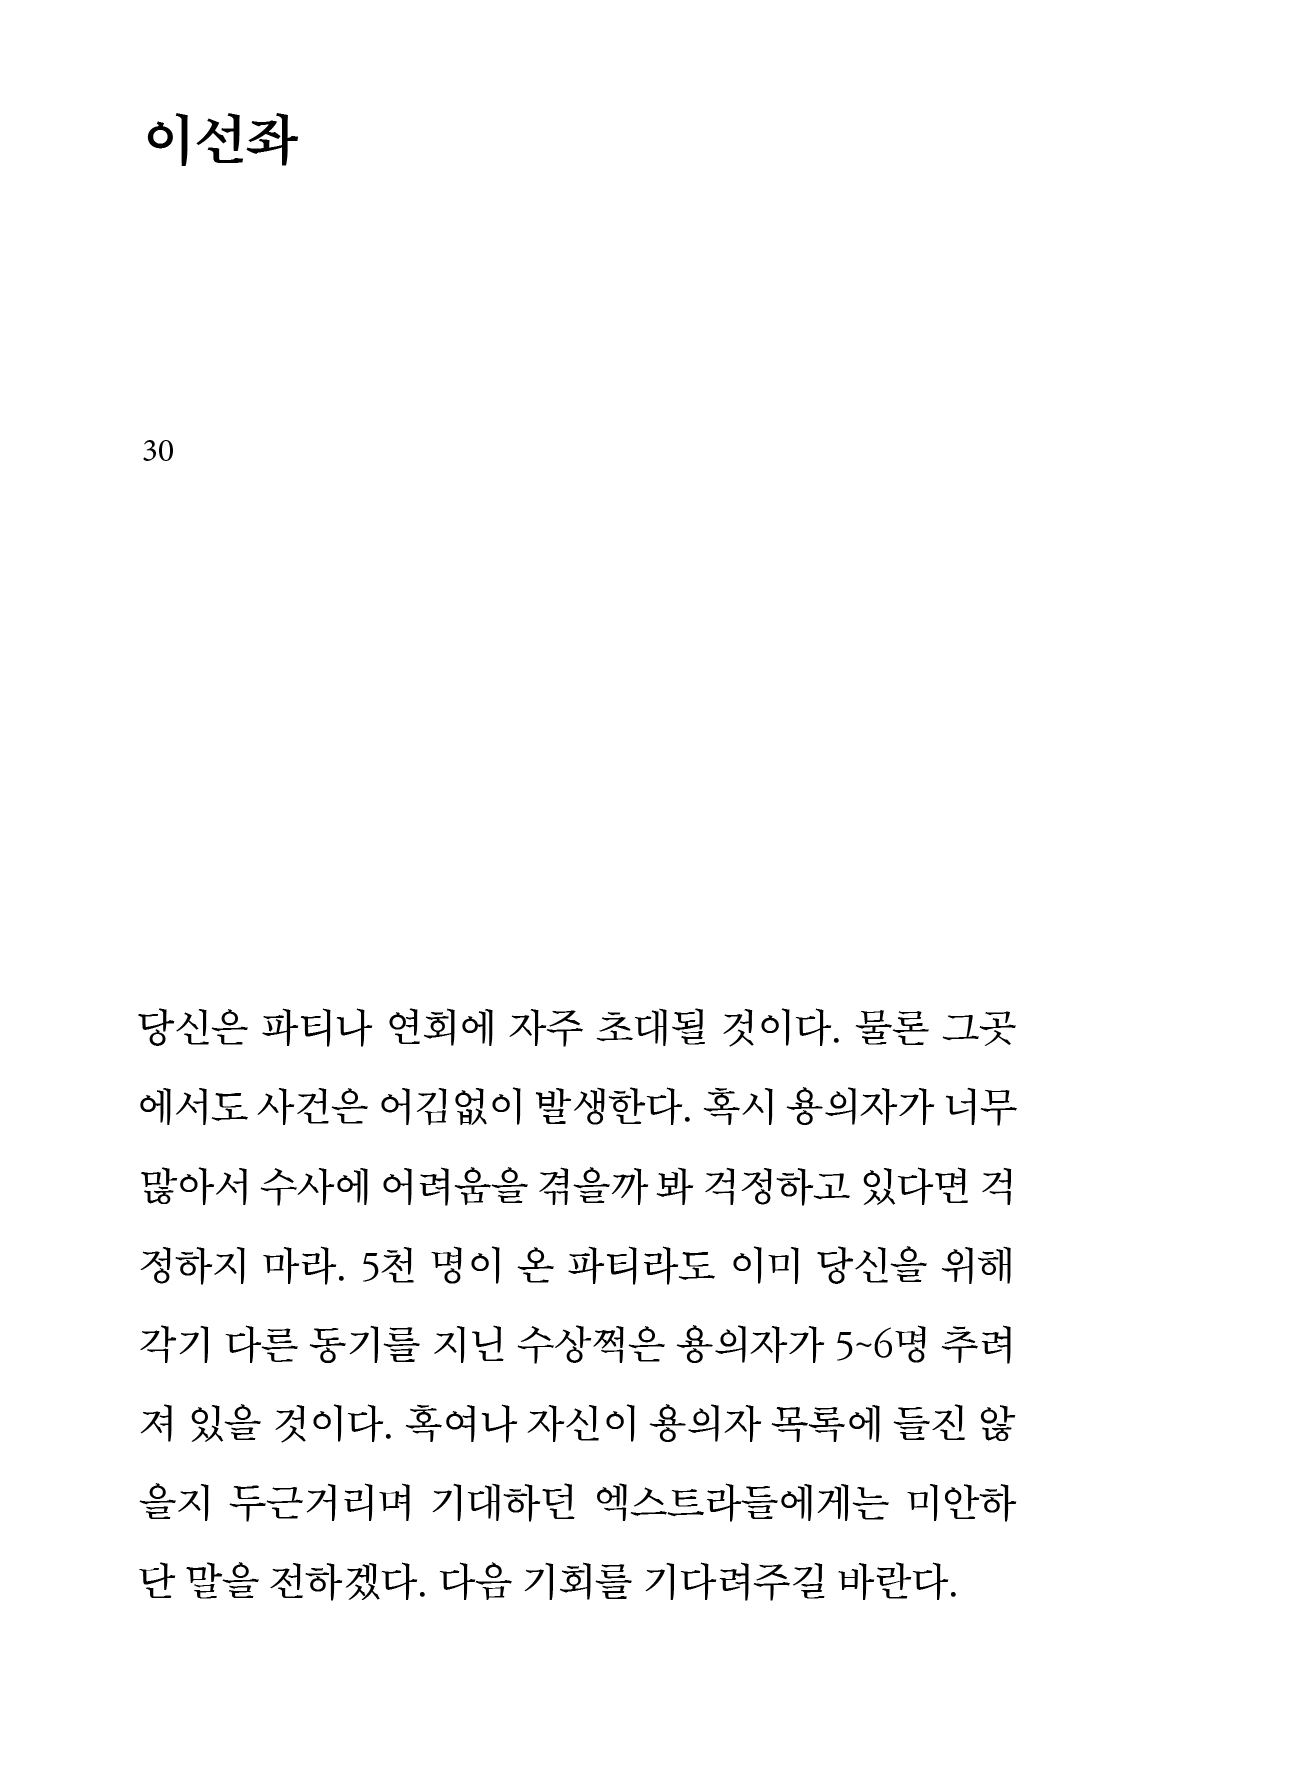 이선좌
30
당신은 파티나 연회에 자주 초대될 것이다. 물론 그곳
에서도 사건은 어김없이 발생한다. 혹시 용의자가 너무
많아서 수사에 어려움을 겪을까 봐 걱정하고 있다면 걱
정하지 마라. 5천 명이 온 파티라도 이미 당신을 위해
각기 다른 동기를 지닌 수상쩍은 용의자가 5~6명 추려
져 있을 것이다. 혹여나 자신이 용의자 목록에 들진 않
을지 두근거리며 기대하던 엑스트라들에게는 미안하
단 말을 전하겠다. 다음 기회를 기다려주길 바란다.